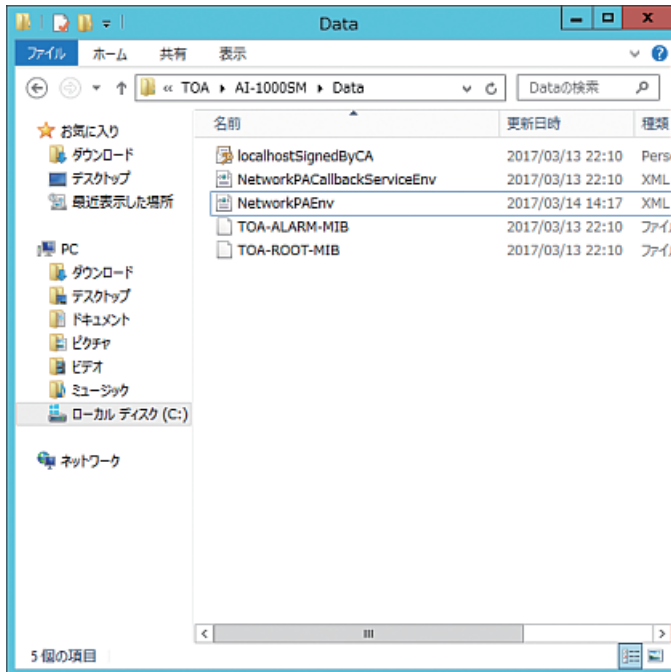 Data
ファイル ホーム 共有 表示
« TOA AI-1000SM Data Dataの検索
名前 更新日時 種類
お気に入り
ダウンロード
デスクトップ
最近表示した場所
PC
ダウンロード
デスクトップ
ドキュメント
ピクチャ
ビデオ
ミュージック
ローカル ディスク (C:)
ネットワーク
localhostSignedByCA 2017/03/13 22:10 Pers
NetworkPACallbackServiceEnv 2017/03/13 22:10 XML
NetworkPAEnv 2017/03/14 14:17 XML
TOA-ALARM-MIB 2017/03/13 22:10 ファイ
TOA-ROOT-MIB 2017/03/13 22:10 ファイ
5 個の項目